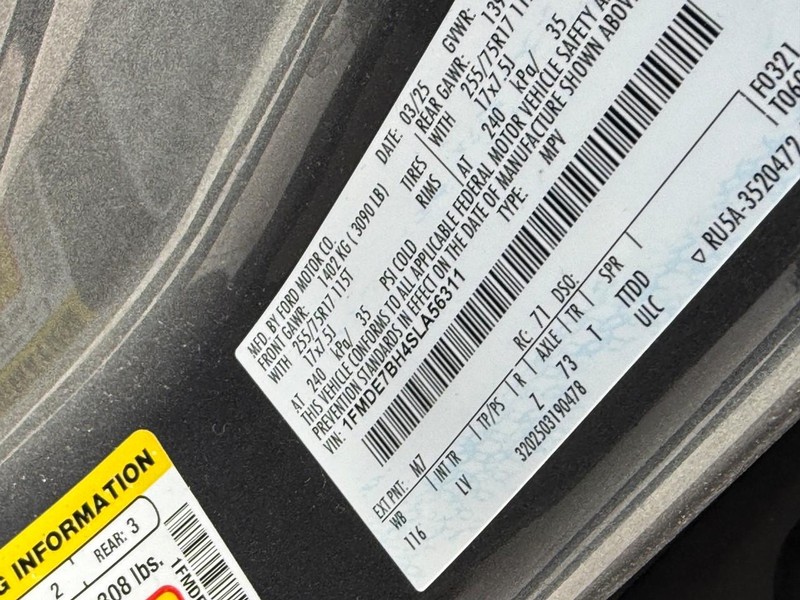 MFD. BY FORD MOTOR CO.
DATE: 03/25
GVWR:
FRONT GAWR: 1402 KG ( 3090 LB)
REAR GAWR:
WITH 255/75R17 115T TIRES
WITH 255/75R17
17x7.5J RIMS
17x7.5J
AT 240 kPa/ 35 PSI COLD
AT 240 kPa/ 35
THIS VEHICLE CONFORMS TO ALL APPLICABLE FEDERAL MOTOR VEHICLE SAFETY
PREVENTION STANDARDS IN EFFECT ON THE DATE OF MANUFACTURE SHOWN ABOVE
VIN: 1FMDE7BH4SLA56311
TYPE: MPV
F0321
EXT PNT: M7 RC: 71 DSO:
WB INT TR TP/PS R AXLE TR SPR
116 LV Z 73 T TTDD
ULC
3202503190478
▽ RU5A-3520472
INFORMATION
2 REAR: 3
lbs.